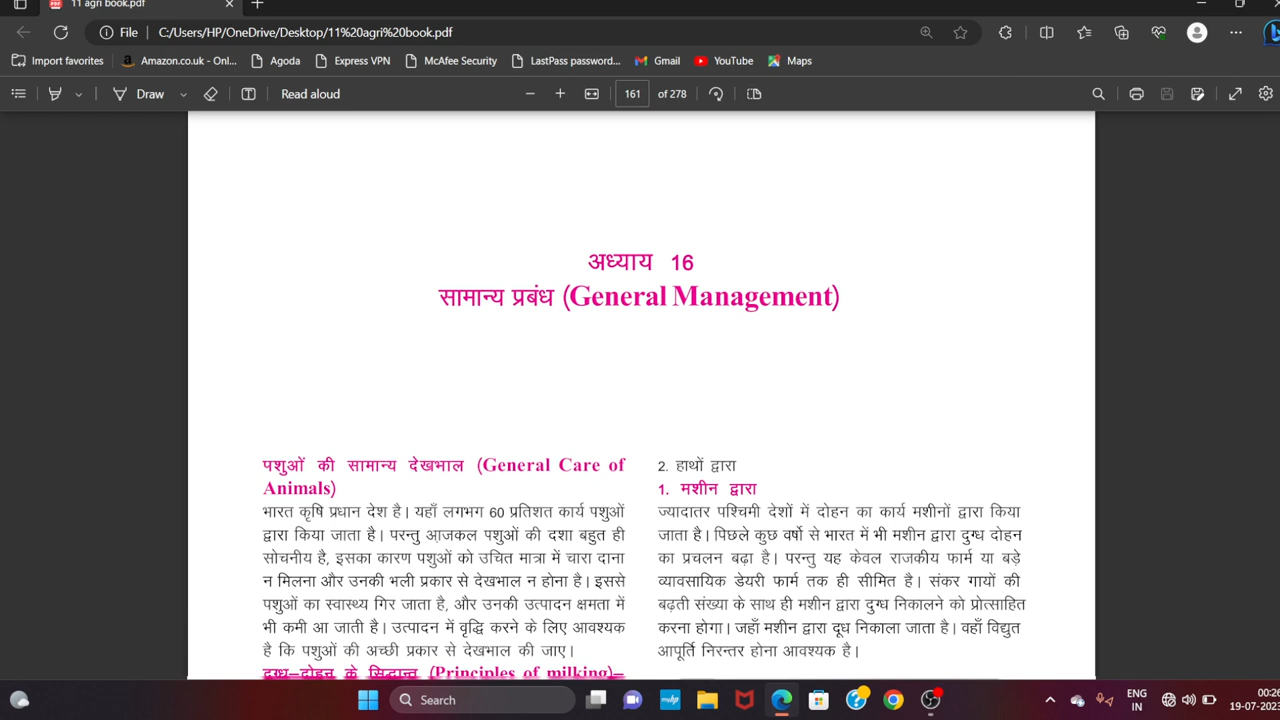 11 agri book.pdf
File
C:/Users/HP/OneDrive/Desktop/11%20agri%20book.pdf
Import favorites
Amazon.co.uk - Onl...
Agoda
Express VPN
McAfee Security
LastPass password...
Gmail
YouTube
Maps
Draw
Read aloud
161 of 278
अध्याय 16
सामान्य प्रबंध (General Management)
पशुओं की सामान्य देखभाल (General Care of
Animals)
भारत कृषि प्रधान देश है। यहाँ लगभग 60 प्रतिशत कार्य पशुओं
द्वारा किया जाता है। परन्तु आजकल पशुओं की दशा बहुत ही
सोचनीय है, इसका कारण पशुओं को उचित मात्रा में चारा दाना
न मिलना और उनकी भली प्रकार से देखभाल न होना है। इससे
पशुओं का स्वास्थ्य गिर जाता है, और उनकी उत्पादन क्षमता में
भी कमी आ जाती है। उत्पादन में वृद्धि करने के लिए आवश्यक
है कि पशुओं की अच्छी प्रकार से देखभाल की जाए।
दुग्ध–दोहन के सिद्धान्त (Principles of milking)–
2. हाथों द्वारा
1. मशीन द्वारा
ज्यादातर पश्चिमी देशों में दोहन का कार्य मशीनों द्वारा किया
जाता है। पिछले कुछ वर्षो से भारत में भी मशीन द्वारा दुग्ध दोहन
का प्रचलन बढ़ा है। परन्तु यह केवल राजकीय फार्म या बड़े
व्यावसायिक डेयरी फार्म तक ही सीमित है। संकर गायों की
बढ़ती संख्या के साथ ही मशीन द्वारा दुग्ध निकालने को प्रोत्साहित
करना होगा। जहाँ मशीन द्वारा दूध निकाला जाता है। वहाँ विद्युत
आपूर्ति निरन्तर होना आवश्यक है।
Search
ENG
IN
00:26
19-07-2023